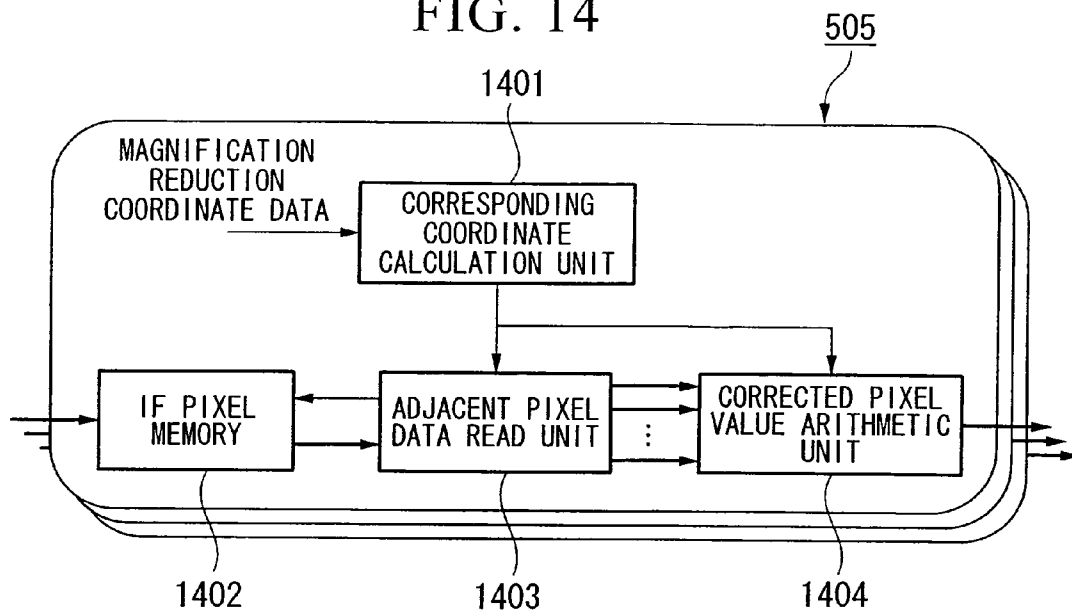 FIG. 14
505
1401
MAGNIFICATION
REDUCTION
COORDINATE DATA
CORRESPONDING
COORDINATE
CALCULATION UNIT
IF PIXEL
MEMORY
ADJACENT PIXEL
DATA READ UNIT
CORRECTED PIXEL
VALUE ARITHMETIC
UNIT
1402
1403
1404